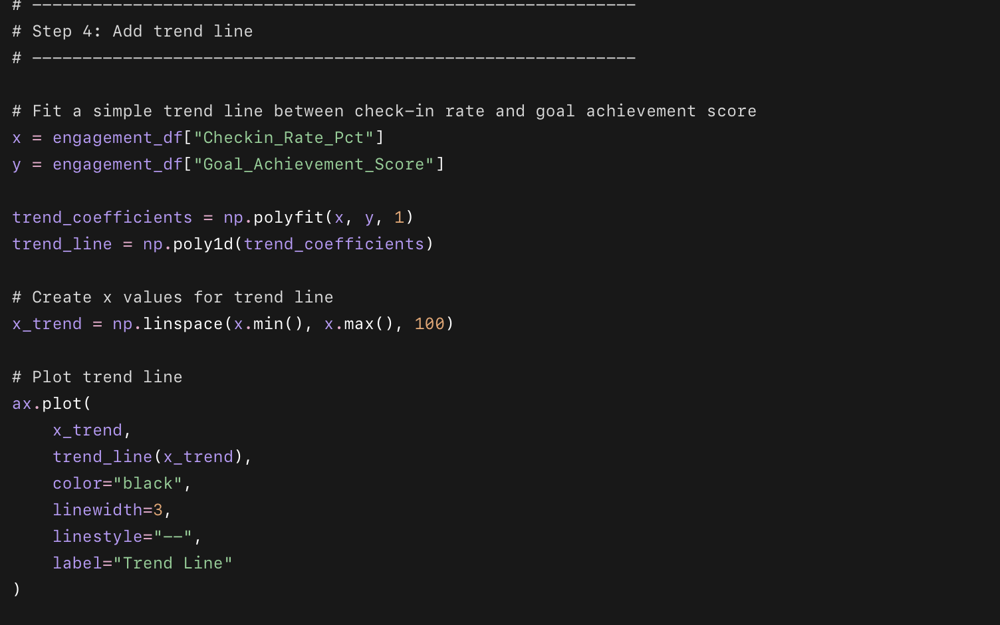 # ------------------------------------------------------------
# Step 4: Add trend line
# ------------------------------------------------------------
# Fit a simple trend line between check-in rate and goal achievement score
x = engagement_df["Checkin_Rate_Pct"]
y = engagement_df["Goal_Achievement_Score"]
trend_coefficients = np.polyfit(x, y, 1)
trend_line = np.poly1d(trend_coefficients)
# Create x values for trend line
x_trend = np.linspace(x.min(), x.max(), 100)
# Plot trend line
ax.plot(
    x_trend,
    trend_line(x_trend),
    color="black",
    linewidth=3,
    linestyle="--",
    label="Trend Line"
)